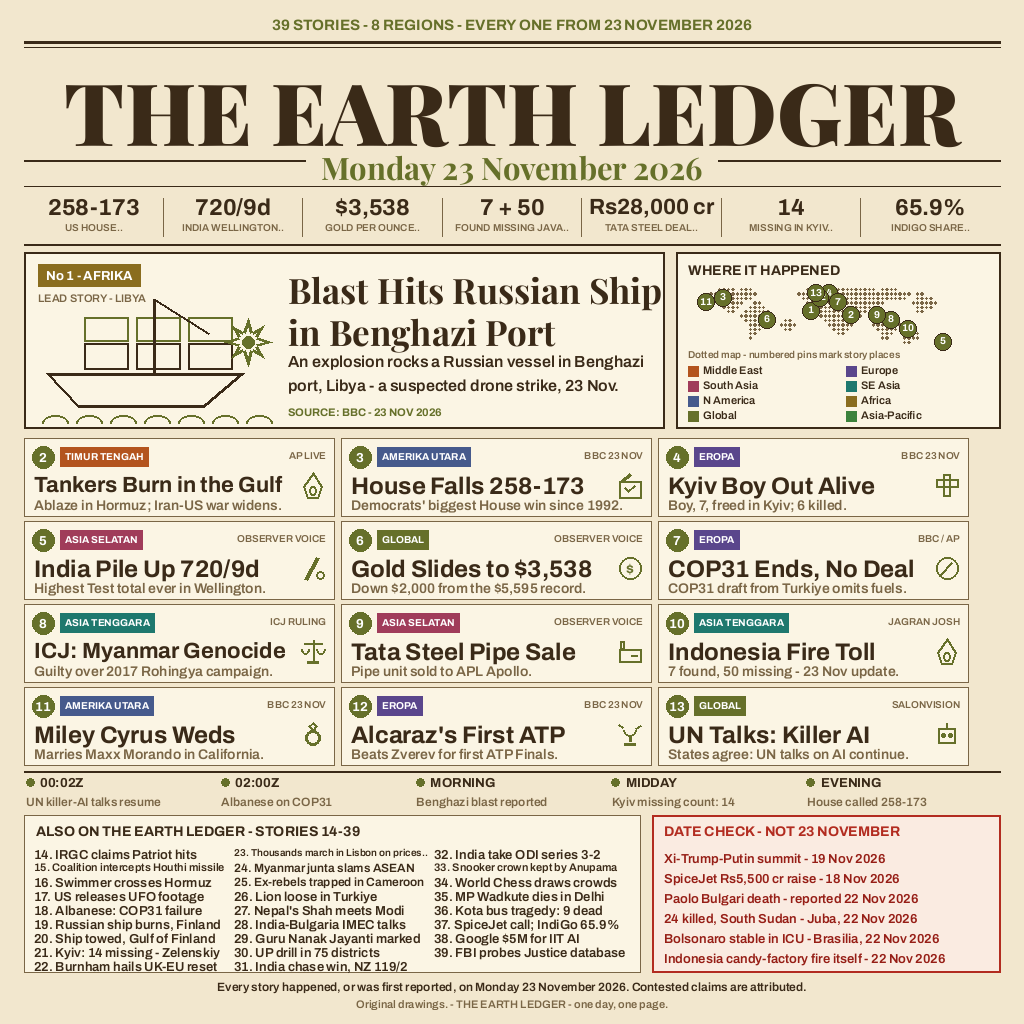 39 STORIES - 8 REGIONS - EVERY ONE FROM 23 NOVEMBER 2026
THE EARTH LEDGER
Monday 23 November 2026
258-173
US HOUSE..
720/9d
INDIA WELLINGTON..
$3,538
GOLD PER OUNCE..
7 + 50
FOUND MISSING JAVA..
Rs28,000 cr
TATA STEEL DEAL..
14
MISSING IN KYIV..
65.9%
INDIGO SHARE..
No 1 - AFRIKA
LEAD STORY - LIBYA
Blast Hits Russian Ship
in Benghazi Port
An explosion rocks a Russian vessel in Benghazi
port, Libya - a suspected drone strike, 23 Nov.
SOURCE: BBC - 23 NOV 2026
WHERE IT HAPPENED
11
3
6
13
1
7
2
9
8
10
5
Dotted map - numbered pins mark story places
Middle East
Europe
South Asia
SE Asia
N America
Africa
Global
Asia-Pacific
2
TIMUR TENGAH
AP LIVE
Tankers Burn in the Gulf
Ablaze in Hormuz; Iran-US war widens.
3
AMERIKA UTARA
BBC 23 NOV
House Falls 258-173
Democrats' biggest House win since 1992.
4
EROPA
BBC 23 NOV
Kyiv Boy Out Alive
Boy, 7, freed in Kyiv; 6 killed.
5
ASIA SELATAN
OBSERVER VOICE
India Pile Up 720/9d
Highest Test total ever in Wellington.
6
GLOBAL
OBSERVER VOICE
Gold Slides to $3,538
$
Down $2,000 from the $5,595 record.
7
EROPA
BBC / AP
COP31 Ends, No Deal
COP31 draft from Turkiye omits fuels.
8
ASIA TENGGARA
ICJ RULING
ICJ: Myanmar Genocide
Guilty over 2017 Rohingya campaign.
9
ASIA SELATAN
OBSERVER VOICE
Tata Steel Pipe Sale
Pipe unit sold to APL Apollo.
10
ASIA TENGGARA
JAGRAN JOSH
Indonesia Fire Toll
7 found, 50 missing - 23 Nov update.
11
AMERIKA UTARA
BBC 23 NOV
Miley Cyrus Weds
Marries Maxx Morando in California.
12
EROPA
BBC 23 NOV
Alcaraz's First ATP
Beats Zverev for first ATP Finals.
13
GLOBAL
SALONVISION
UN Talks: Killer AI
States agree: UN talks on AI continue.
00:02Z
UN killer-AI talks resume
02:00Z
Albanese on COP31
MORNING
Benghazi blast reported
MIDDAY
Kyiv missing count: 14
EVENING
House called 258-173
ALSO ON THE EARTH LEDGER - STORIES 14-39
14. IRGC claims Patriot hits
15. Coalition intercepts Houthi missile
16. Swimmer crosses Hormuz
17. US releases UFO footage
18. Albanese: COP31 failure
19. Russian ship burns, Finland
20. Ship towed, Gulf of Finland
21. Kyiv: 14 missing - Zelenskiy
22. Burnham hails UK-EU reset
23. Thousands march in Lisbon on prices..
24. Myanmar junta slams ASEAN
25. Ex-rebels trapped in Cameroon
26. Lion loose in Turkiye
27. Nepal's Shah meets Modi
28. India-Bulgaria IMEC talks
29. Guru Nanak Jayanti marked
30. UP drill in 75 districts
31. India chase win, NZ 119/2
32. India take ODI series 3-2
33. Snooker crown kept by Anupama
34. World Chess draws crowds
35. MP Wadkute dies in Delhi
36. Kota bus tragedy: 9 dead
37. SpiceJet call; IndiGo 65.9%
38. Google $5M for IIT AI
39. FBI probes Justice database
DATE CHECK - NOT 23 NOVEMBER
Xi-Trump-Putin summit - 19 Nov 2026
SpiceJet Rs5,500 cr raise - 18 Nov 2026
Paolo Bulgari death - reported 22 Nov 2026
24 killed, South Sudan - Juba, 22 Nov 2026
Bolsonaro stable in ICU - Brasilia, 22 Nov 2026
Indonesia candy-factory fire itself - 22 Nov 2026
Every story happened, or was first reported, on Monday 23 November 2026. Contested claims are attributed.
Original drawings. - THE EARTH LEDGER - one day, one page.